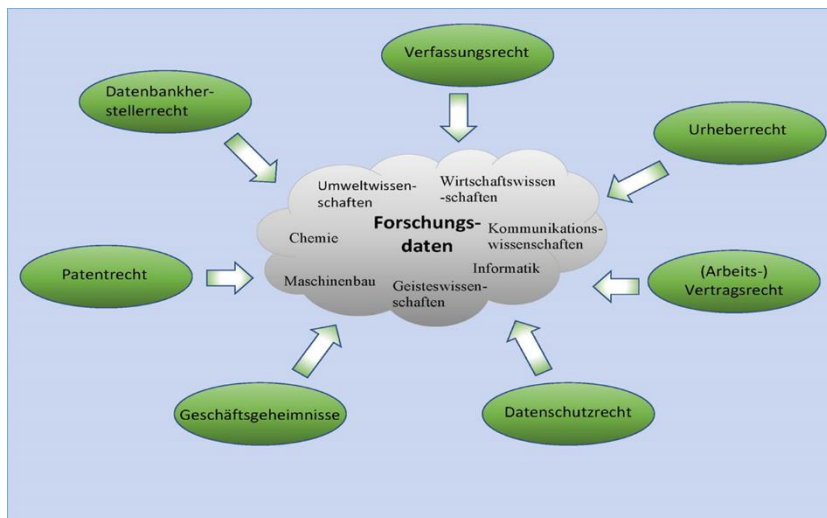 Verfassungsrecht
Datenbankher-
stellerrecht
Urheberrecht
Umweltwissen-
schaften
Wirtschaftswissen
-schaften
Forschungs-
daten
Kommunikations-
wissenschaften
Chemie
Informatik
Maschinenbau
Geisteswissen-
schaften
Patentrecht
(Arbeits-)
Vertragsrecht
Geschäftsgeheimnisse
Datenschutzrecht